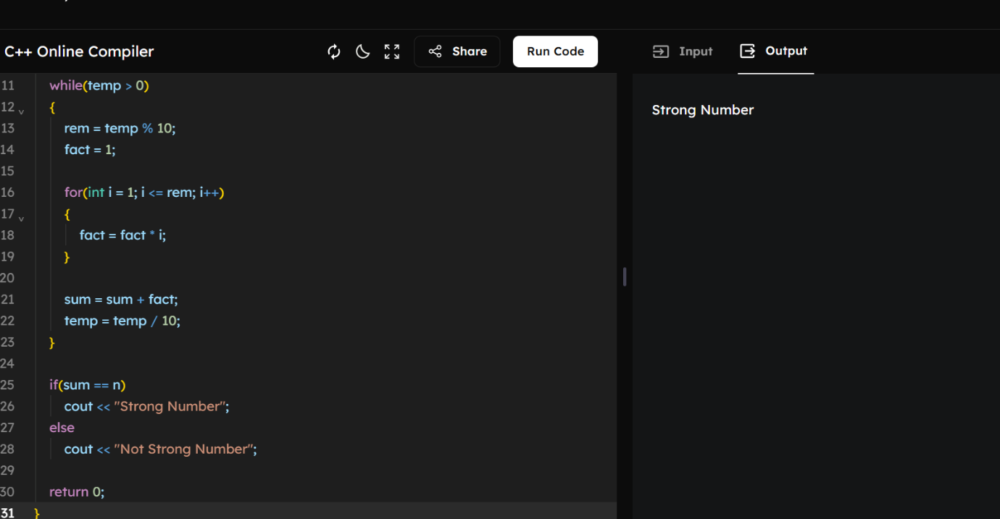 C++ Online Compiler
Share
Run Code
Input
Output
11 while(temp > 0)
12 {
13 rem = temp % 10;
14 fact = 1;
15
16 for(int i = 1; i <= rem; i++)
17 {
18 fact = fact * i;
19 }
20
21 sum = sum + fact;
22 temp = temp / 10;
23 }
24
25 if(sum == n)
26 cout << "Strong Number";
27 else
28 cout << "Not Strong Number";
29
30 return 0;
31 }
Strong Number